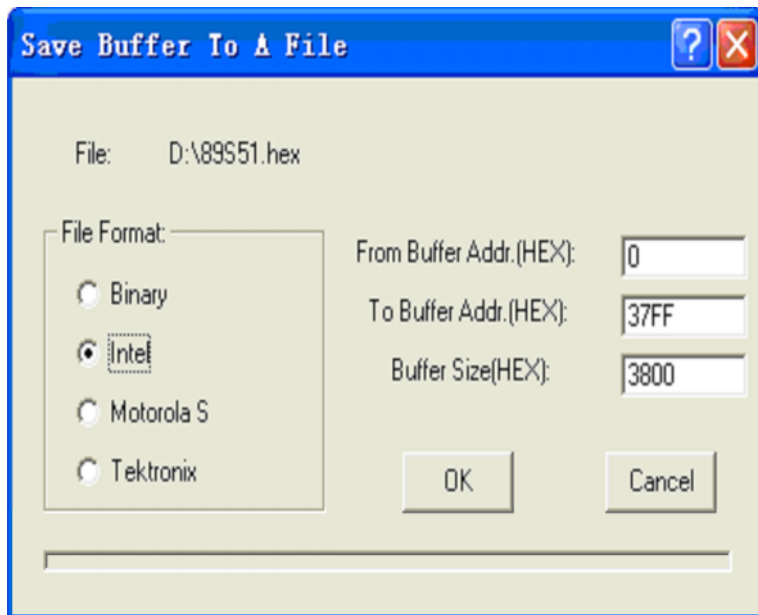 Save Buffer To A File
File: D:\89S51.hex
File Format:
Binary
Intel
Motorola S
Tektronix
From Buffer Addr.(HEX): 0
To Buffer Addr.(HEX): 37FF
Buffer Size(HEX): 3800
OK Cancel